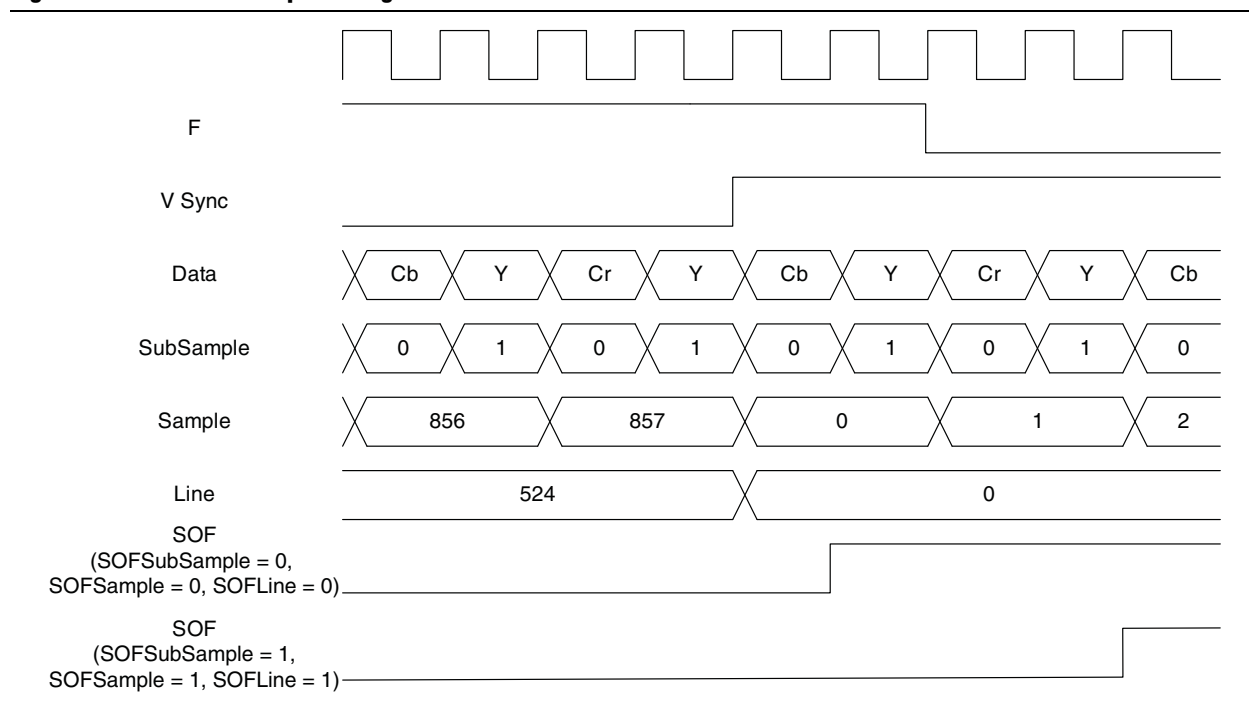 F
V Sync
Data Cb Y Cr Y Cb Y Cr Y Cb
SubSample 0 1 0 1 0 1 0 1 0
Sample 856 857 0 1 2
Line 524 0
SOF
(SOFSubSample = 0,
SOFSample = 0, SOFLine = 0)
SOF
(SOFSubSample = 1,
SOFSample = 1, SOFLine = 1)